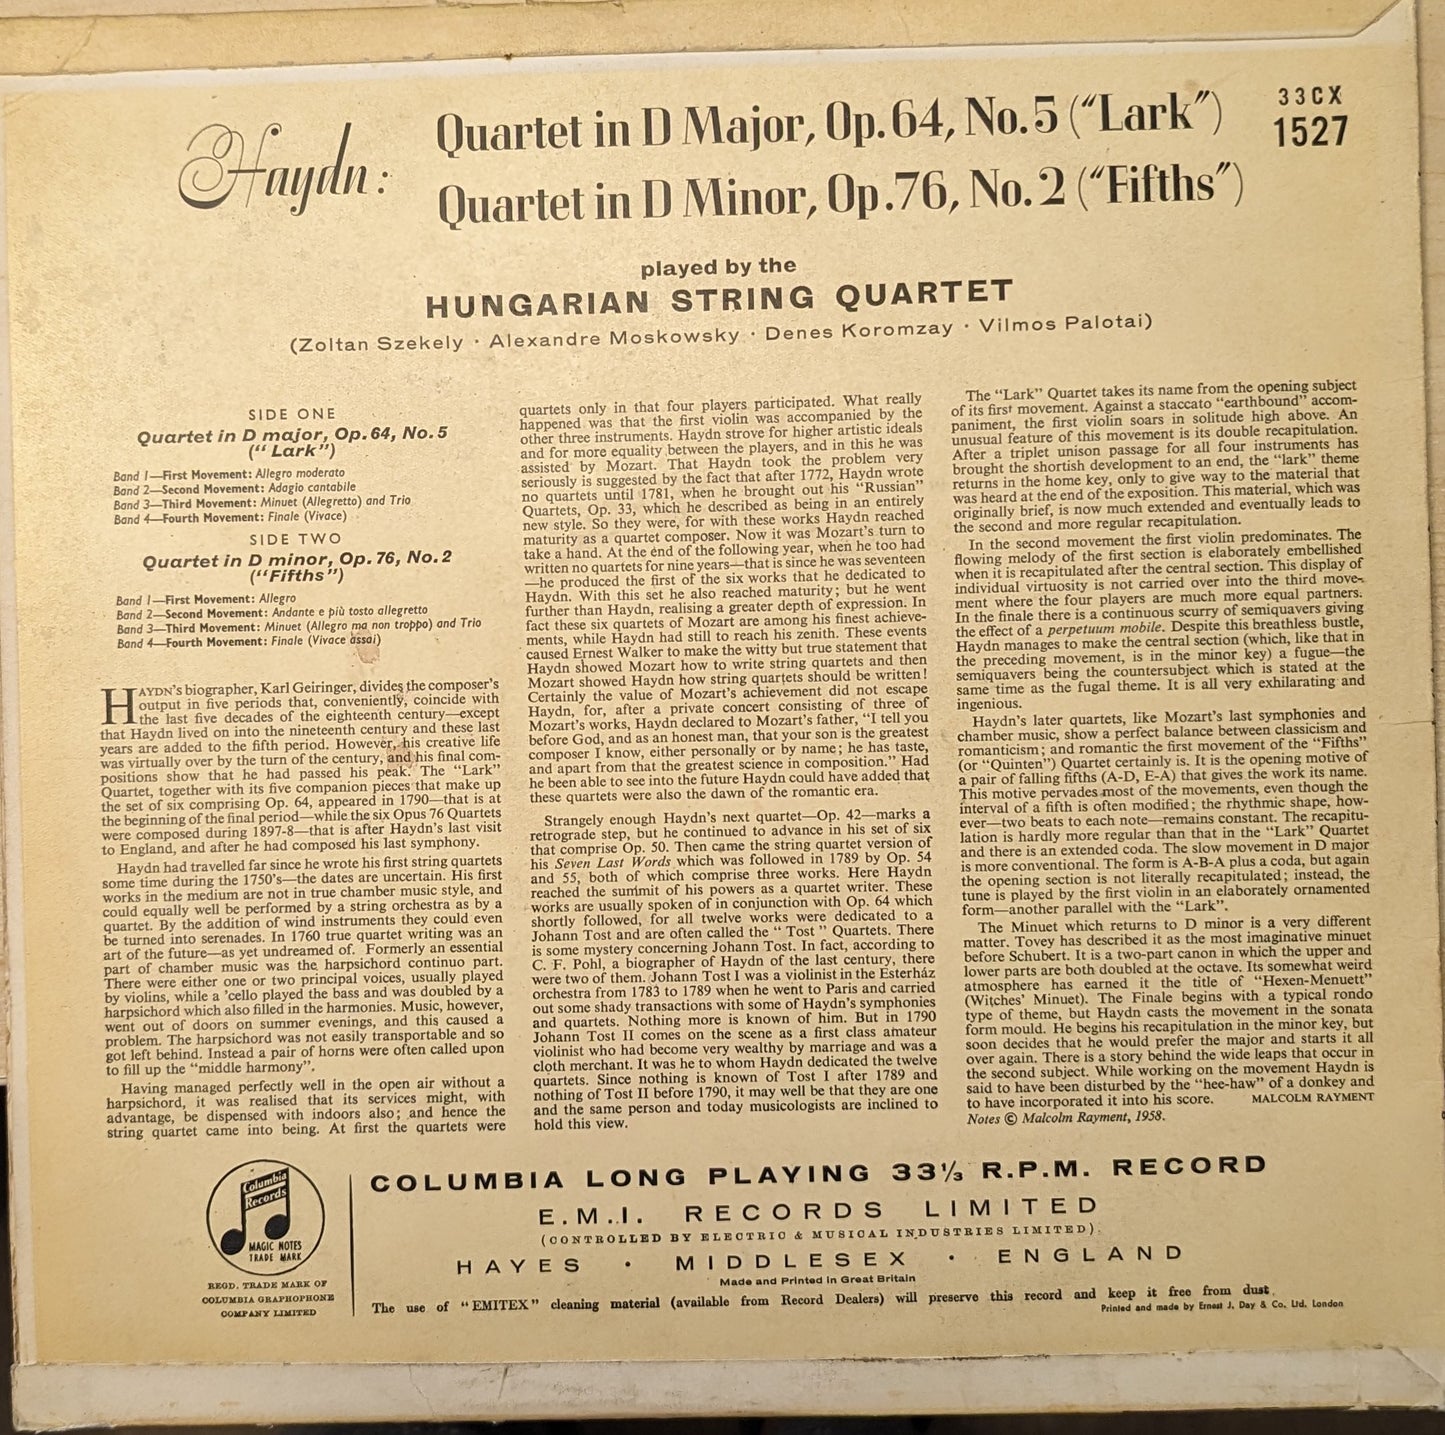 Haydn:
Quartet in D Major, Op. 64, No. 5 ("Lark")
Quartet in D Minor, Op. 76, No. 2 ("Fifths")
33CX
1527
played by the
HUNGARIAN STRING QUARTET
(Zoltan Szekely · Alexandre Moskowsky · Denes Koromzay · Vilmos Palotai)
SIDE ONE
Quartet in D major, Op. 64, No. 5
("Lark")
Band 1—First Movement: Allegro moderato
Band 2—Second Movement: Adagio cantabile
Band 3—Third Movement: Minuet (Allegretto) and Trio
Band 4—Fourth Movement: Finale (Vivace)
SIDE TWO
Quartet in D minor, Op. 76, No. 2
("Fifths")
Band 1—First Movement: Allegro
Band 2—Second Movement: Andante e più tosto allegretto
Band 3—Third Movement: Minuet (Allegro ma non troppo) and Trio
Band 4—Fourth Movement: Finale (Vivace assai)
HAYDN's biographer, Karl Geiringer, divides the composer's
output in five periods that, conveniently, coincide with
the last five decades of the eighteenth century—except
that Haydn lived on into the nineteenth century and these last
years are added to the fifth period. However, his creative life
was virtually over by the turn of the century, and his final com-
positions show that he had passed his peak. The "Lark"
Quartet, together with its five companion pieces that make up
the set of six comprising Op. 64, appeared in 1790—that is at
the beginning of the final period—while the six Opus 76 Quartets
were composed during 1897-8—that is after Haydn's last visit
to England, and after he had composed his last symphony.
Haydn had travelled far since he wrote his first string quartets
some time during the 1750's—the dates are uncertain. His first
works in the medium are not in true chamber music style, and
could equally well be performed by a string orchestra as by a
quartet. By the addition of wind instruments they could even
be turned into serenades. In 1760 true quartet writing was an
art of the future—as yet undreamed of. Formerly an essential
part of chamber music was the harpsichord continuo part.
There were either one or two principal voices, usually played
by violins, while a 'cello played the bass and was doubled by a
harpsichord which also filled in the harmonies. Music, however,
went out of doors on summer evenings, and this caused a
problem. The harpsichord was not easily transportable and so
got left behind. Instead a pair of horns were often called upon
to fill up the "middle harmony".
Having managed perfectly well in the open air without a
harpsichord, it was realised that its services might, with
advantage, be dispensed with indoors also; and hence the
string quartet came into being. At first the quartets were
quartets only in that four players participated. What really
happened was that the first violin was accompanied by the
other three instruments. Haydn strove for higher artistic ideals
and for more equality between the players, and in this he was
assisted by Mozart. That Haydn took the problem very
seriously is suggested by the fact that after 1772, Haydn wrote
no quartets until 1781, when he brought out his "Russian"
Quartets, Op. 33, which he described as being in an entirely
new style. So they were, for with these works Haydn reached
maturity as a quartet composer. Now it was Mozart's turn to
take a hand. At the end of the following year, when he too had
written no quartets for nine years—that is since he was seventeen
—he produced the first of the six works that he dedicated to
Haydn. With this set he also reached maturity; but he went
further than Haydn, realising a greater depth of expression. In
fact these six quartets of Mozart are among his finest achieve-
ments, while Haydn had still to reach his zenith. These events
caused Ernest Walker to make the witty but true statement that
Haydn showed Mozart how to write string quartets and then
Mozart showed Haydn how string quartets should be written!
Certainly the value of Mozart's achievement did not escape
Haydn, for, after a private concert consisting of three of
Mozart's works, Haydn declared to Mozart's father, "I tell you
before God, and as an honest man, that your son is the greatest
composer I know, either personally or by name; he has taste,
and apart from that the greatest science in composition." Had
he been able to see into the future Haydn could have added that
these quartets were also the dawn of the romantic era.
Strangely enough Haydn's next quartet—Op. 42—marks a
retrograde step, but he continued to advance in his set of six
that comprise Op. 50. Then came the string quartet version of
his Seven Last Words which was followed in 1789 by Op. 54
and 55, both of which comprise three works. Here Haydn
reached the summit of his powers as a quartet writer. These
works are usually spoken of in conjunction with Op. 64 which
shortly followed, for all twelve works were dedicated to a
Johann Tost and are often called the "Tost" Quartets. There
is some mystery concerning Johann Tost. In fact, according to
C. F. Pohl, a biographer of Haydn of the last century, there
were two of them. Johann Tost I was a violinist in the Esterház
orchestra from 1783 to 1789 when he went to Paris and carried
out some shady transactions with some of Haydn's symphonies
and quartets. Nothing more is known of him. But in 1790
Johann Tost II comes on the scene as a first class amateur
violinist who had become very wealthy by marriage and was a
cloth merchant. It was he to whom Haydn dedicated the twelve
quartets. Since nothing is known of Tost I after 1789 and
nothing of Tost II before 1790, it may well be that they are one
and the same person and today musicologists are inclined to
hold this view.
The "Lark" Quartet takes its name from the opening subject
of its first movement. Against a staccato "earthbound" accom-
paniment, the first violin soars in solitude high above. An
unusual feature of this movement is its double recapitulation.
After a triplet unison passage for all four instruments has
brought the shortish development to an end, the "lark" theme
returns in the home key, only to give way to the material that
was heard at the end of the exposition. This material, which was
originally brief, is now much extended and eventually leads to
the second and more regular recapitulation.
In the second movement the first violin predominates. The
flowing melody of the first section is elaborately embellished
when it is recapitulated after the central section. This display of
individual virtuosity is not carried over into the third move-
ment where the four players are much more equal partners.
In the finale there is a continuous scurry of semiquavers giving
the effect of a perpetuum mobile. Despite this breathless bustle,
Haydn manages to make the central section (which, like that in
the preceding movement, is in the minor key) a fugue—the
semiquavers being the countersubject which is stated at the
same time as the fugal theme. It is all very exhilarating and
ingenious.
Haydn's later quartets, like Mozart's last symphonies and
chamber music, show a perfect balance between classicism and
romanticism; and romantic the first movement of the "Fifths"
(or "Quinten") Quartet certainly is. It is the opening motive of
a pair of falling fifths (A-D, E-A) that gives the work its name.
This motive pervades most of the movements, even though the
interval of a fifth is often modified; the rhythmic shape, how-
ever—two beats to each note—remains constant. The recapitu-
lation is hardly more regular than that in the "Lark" Quartet
and there is an extended coda. The slow movement in D major
is more conventional. The form is A-B-A plus a coda, but again
the opening section is not literally recapitulated; instead, the
tune is played by the first violin in an elaborately ornamented
form—another parallel with the "Lark".
The Minuet which returns to D minor is a very different
matter. Tovey has described it as the most imaginative minuet
before Schubert. It is a two-part canon in which the upper and
lower parts are both doubled at the octave. Its somewhat weird
atmosphere has earned it the title of "Hexen-Menuett"
(Witches' Minuet). The Finale begins with a typical rondo
type of theme, but Haydn casts the movement in the sonata
form mould. He begins his recapitulation in the minor key, but
soon decides that he would prefer the major and starts it all
over again. There is a story behind the wide leaps that occur in
the second subject. While working on the movement Haydn is
said to have been disturbed by the "hee-haw" of a donkey and
to have incorporated it into his score. MALCOLM RAYMENT
Notes © Malcolm Rayment, 1958.
Columbia
Records
MAGIC NOTES
TRADE MARK
REGD. TRADE MARK OF
COLUMBIA GRAPHOPHONE
COMPANY LIMITED
COLUMBIA LONG PLAYING 33⅓ R.P.M. RECORD
E.M.I. RECORDS LIMITED
(CONTROLLED BY ELECTRIC & MUSICAL INDUSTRIES LIMITED)
HAYES · MIDDLESEX · ENGLAND
Made and Printed in Great Britain
The use of "EMITEX" cleaning material (available from Record Dealers) will preserve this record and keep it free from dust.
Printed and made by Ernest J. Day & Co. Ltd. London